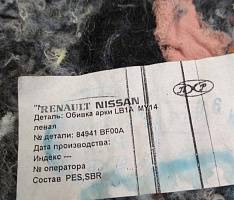 RENAULT NISSAN
Деталь: Обивка арки LB1A MY14
левая
№ детали: 84941 BF00A
Дата производства:
Индекс ---
№ оператора
Состав PES,SBR